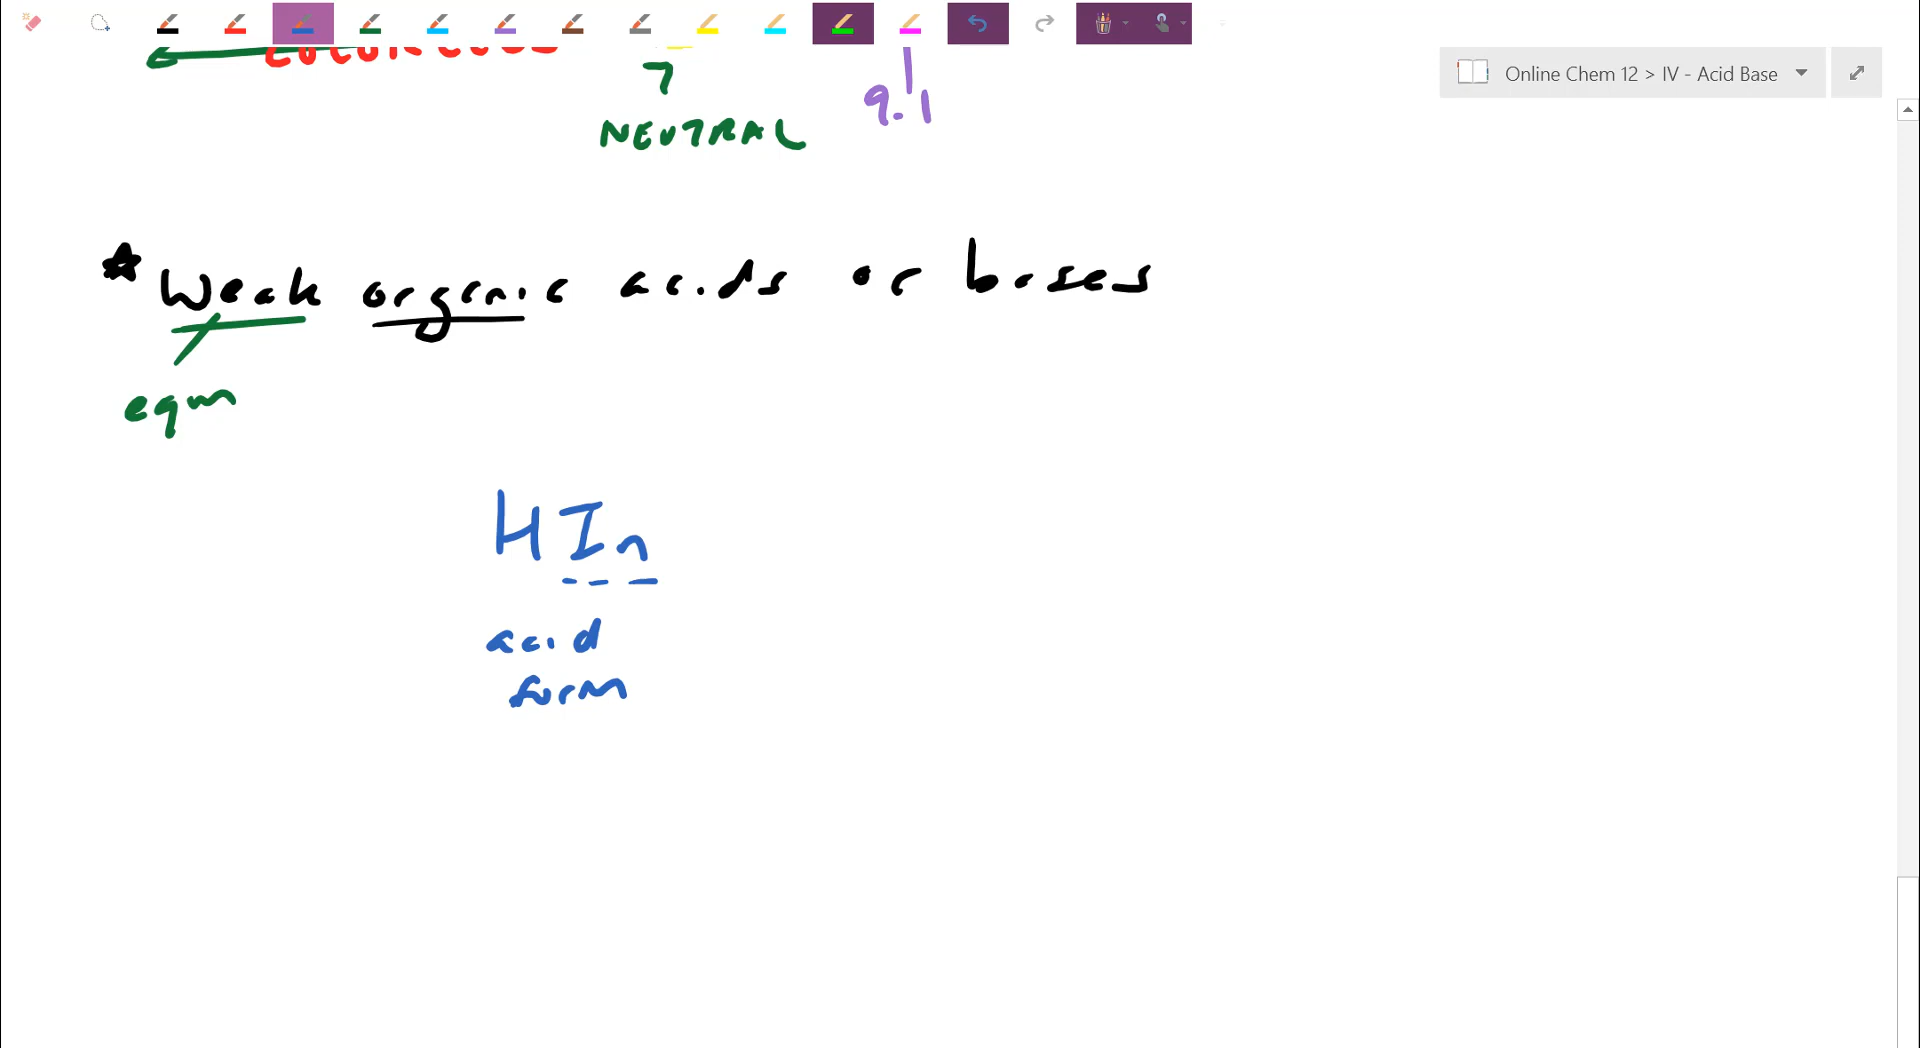 COLOURLESS
Online Chem 12 > IV - Acid Base
7
9.1
NEUTRAL
* Weak organic acids or bases
eqm
HIn
acid
form